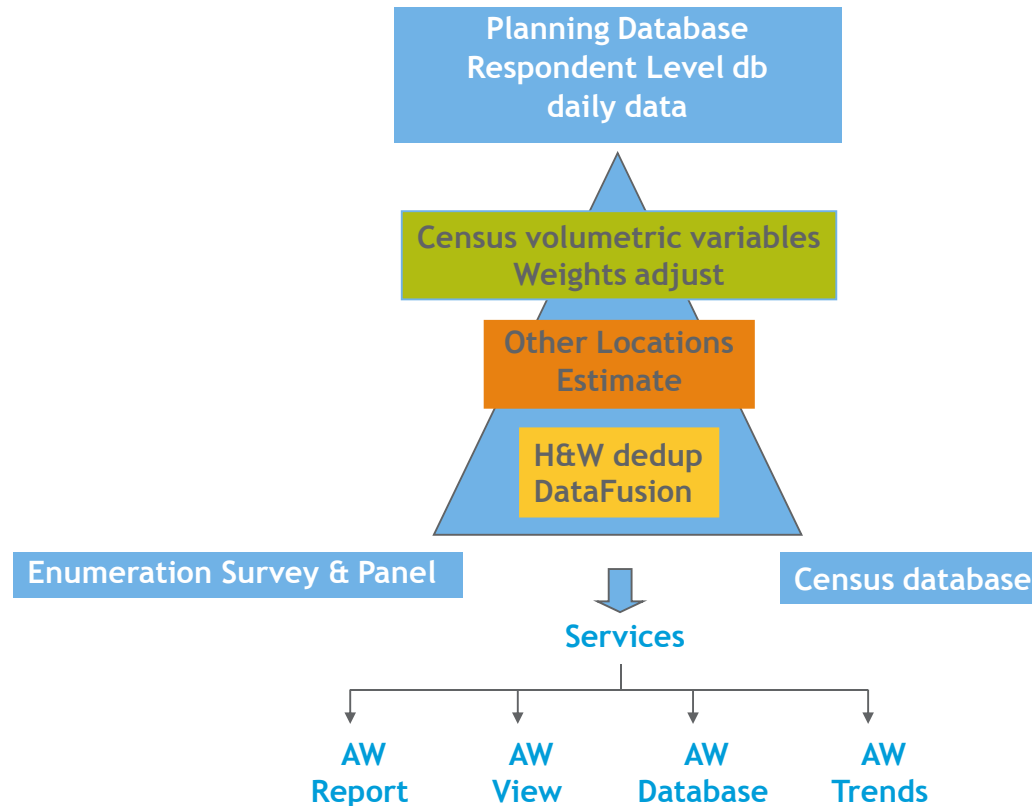 Planning Database
Respondent Level db
daily data
Census volumetric variables
Weights adjust
Other Locations
Estimate
H&W dedup
DataFusion
Enumeration Survey & Panel
Census database
Services
AW
Report
AW
View
AW
Database
AW
Trends